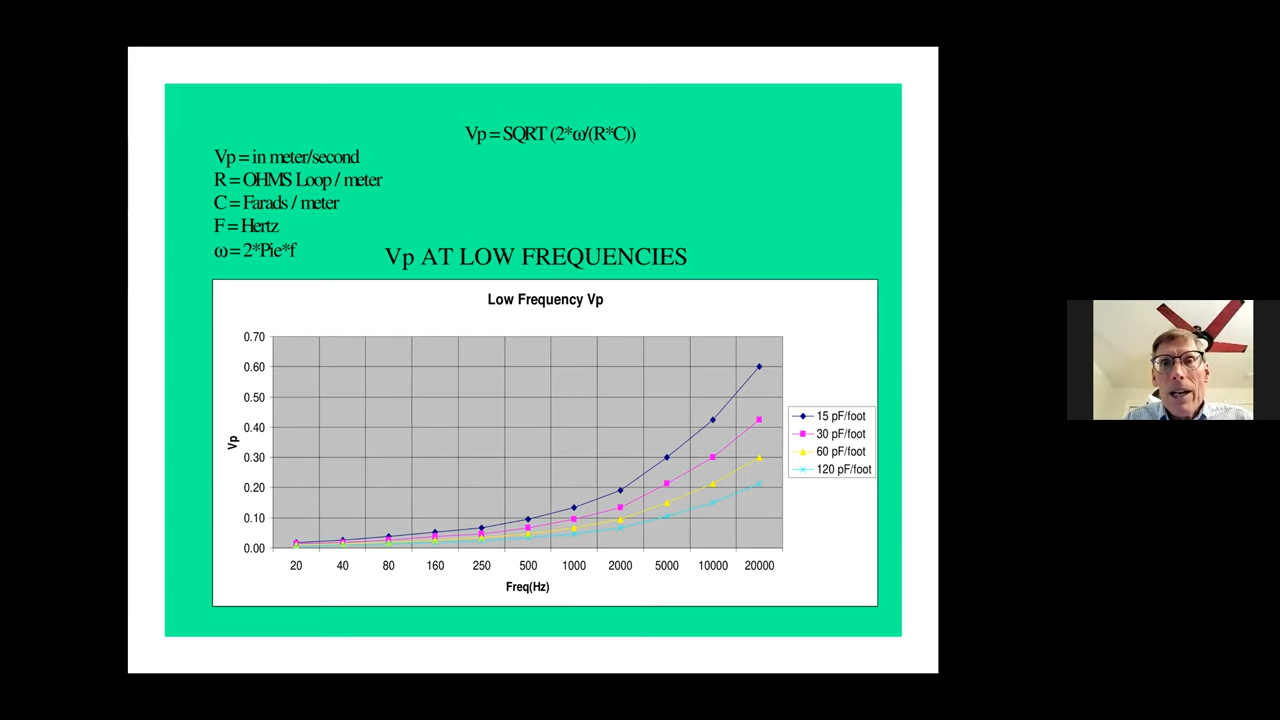 Vp = SQRT (2*ω/(R*C))
Vp = in meter/second
R = OHMS Loop / meter
C = Farads / meter
F = Hertz
ω = 2*Pie*f
Vp AT LOW FREQUENCIES
Low Frequency Vp
0.70
0.60
0.50
0.40
0.30
0.20
0.10
0.00
Vp
20 40 80 160 250 500 1000 2000 5000 10000 20000
Freq(Hz)
15 pF/foot
30 pF/foot
60 pF/foot
120 pF/foot